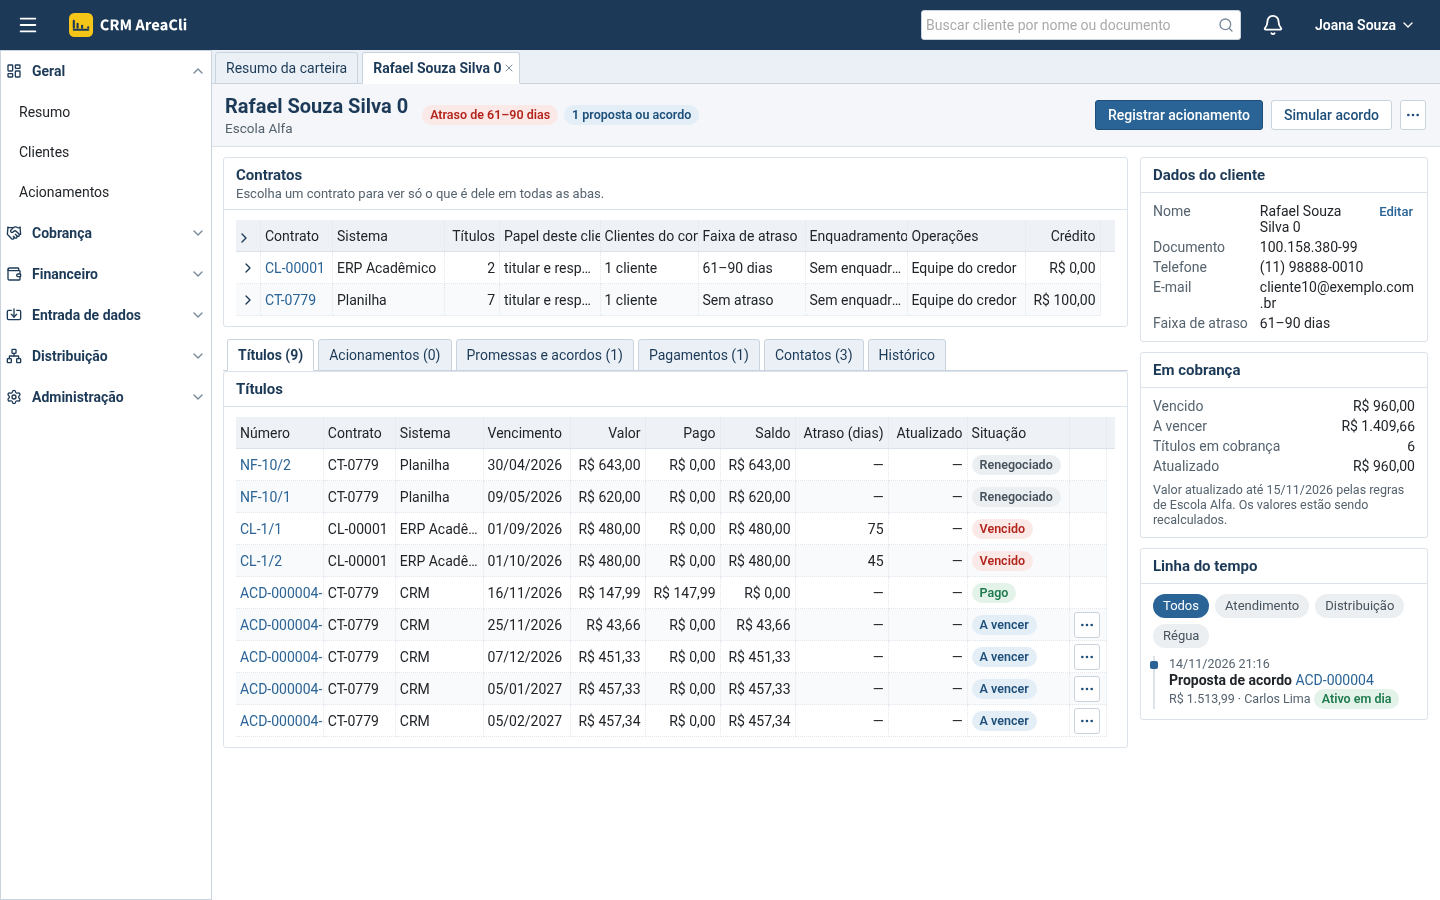 CRM AreaCli
Buscar cliente por nome ou documento
Joana Souza
Geral
Resumo
Clientes
Acionamentos
Cobrança
Financeiro
Entrada de dados
Distribuição
Administração
Resumo da carteira
Rafael Souza Silva 0
Rafael Souza Silva 0
Escola Alfa
Atraso de 61–90 dias
1 proposta ou acordo
Registrar acionamento
Simular acordo
Contratos
Escolha um contrato para ver só o que é dele em todas as abas.
Contrato Sistema Títulos Papel deste clie Clientes do cor Faixa de atraso Enquadramento Operações Crédito
CL-00001 ERP Acadêmico 2 titular e resp... 1 cliente 61–90 dias Sem enquadr... Equipe do credor R$ 0,00
CT-0779 Planilha 7 titular e resp... 1 cliente Sem atraso Sem enquadr... Equipe do credor R$ 100,00
Títulos (9) Acionamentos (0) Promessas e acordos (1) Pagamentos (1) Contatos (3) Histórico
Títulos
Número Contrato Sistema Vencimento Valor Pago Saldo Atraso (dias) Atualizado Situação
NF-10/2 CT-0779 Planilha 30/04/2026 R$ 643,00 R$ 0,00 R$ 643,00 — — Renegociado
NF-10/1 CT-0779 Planilha 09/05/2026 R$ 620,00 R$ 0,00 R$ 620,00 — — Renegociado
CL-1/1 CL-00001 ERP Acadê... 01/09/2026 R$ 480,00 R$ 0,00 R$ 480,00 75 — Vencido
CL-1/2 CL-00001 ERP Acadê... 01/10/2026 R$ 480,00 R$ 0,00 R$ 480,00 45 — Vencido
ACD-000004- CT-0779 CRM 16/11/2026 R$ 147,99 R$ 147,99 R$ 0,00 — — Pago
ACD-000004- CT-0779 CRM 25/11/2026 R$ 43,66 R$ 0,00 R$ 43,66 — — A vencer
ACD-000004- CT-0779 CRM 07/12/2026 R$ 451,33 R$ 0,00 R$ 451,33 — — A vencer
ACD-000004- CT-0779 CRM 05/01/2027 R$ 457,33 R$ 0,00 R$ 457,33 — — A vencer
ACD-000004- CT-0779 CRM 05/02/2027 R$ 457,34 R$ 0,00 R$ 457,34 — — A vencer
Dados do cliente
Nome Rafael Souza Editar
Silva 0
Documento 100.158.380-99
Telefone (11) 98888-0010
E-mail cliente10@exemplo.com
.br
Faixa de atraso 61–90 dias
Em cobrança
Vencido R$ 960,00
A vencer R$ 1.409,66
Títulos em cobrança 6
Atualizado R$ 960,00
Valor atualizado até 15/11/2026 pelas regras
de Escola Alfa. Os valores estão sendo
recalculados.
Linha do tempo
Todos Atendimento Distribuição
Régua
14/11/2026 21:16
Proposta de acordo ACD-000004
R$ 1.513,99 · Carlos Lima Ativo em dia